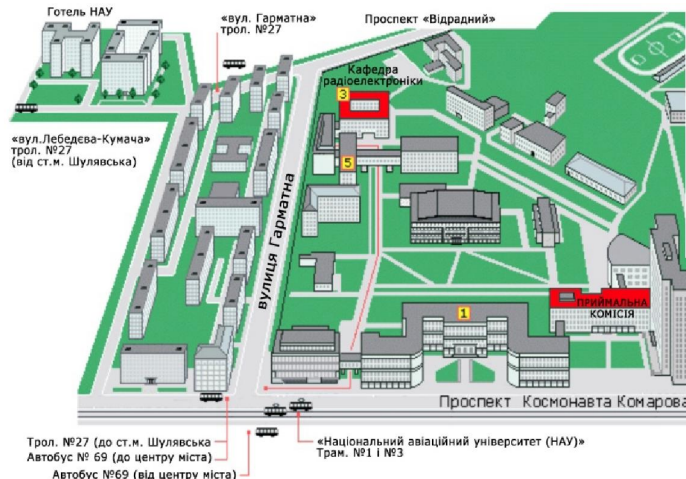 Готель НАУ
«вул. Гарматна»
трол. №27
Проспект «Відрадний»
Кафедра
радіоелектроніки
3
«вул.Лебедєва-Кумача»
трол. №27
(від ст.м. Шулявська)
5
вулиця Гарматна
ПРИЙМАЛЬНА
КОМІСІЯ
1
Проспект Космонавта Комарова
Трол. №27 (до ст.м. Шулявська
Автобус № 69 (до центру міста)
Автобус №69 (від центру міста)
«Національний авіаційний університет (НАУ)»
Трам. №1 і №3